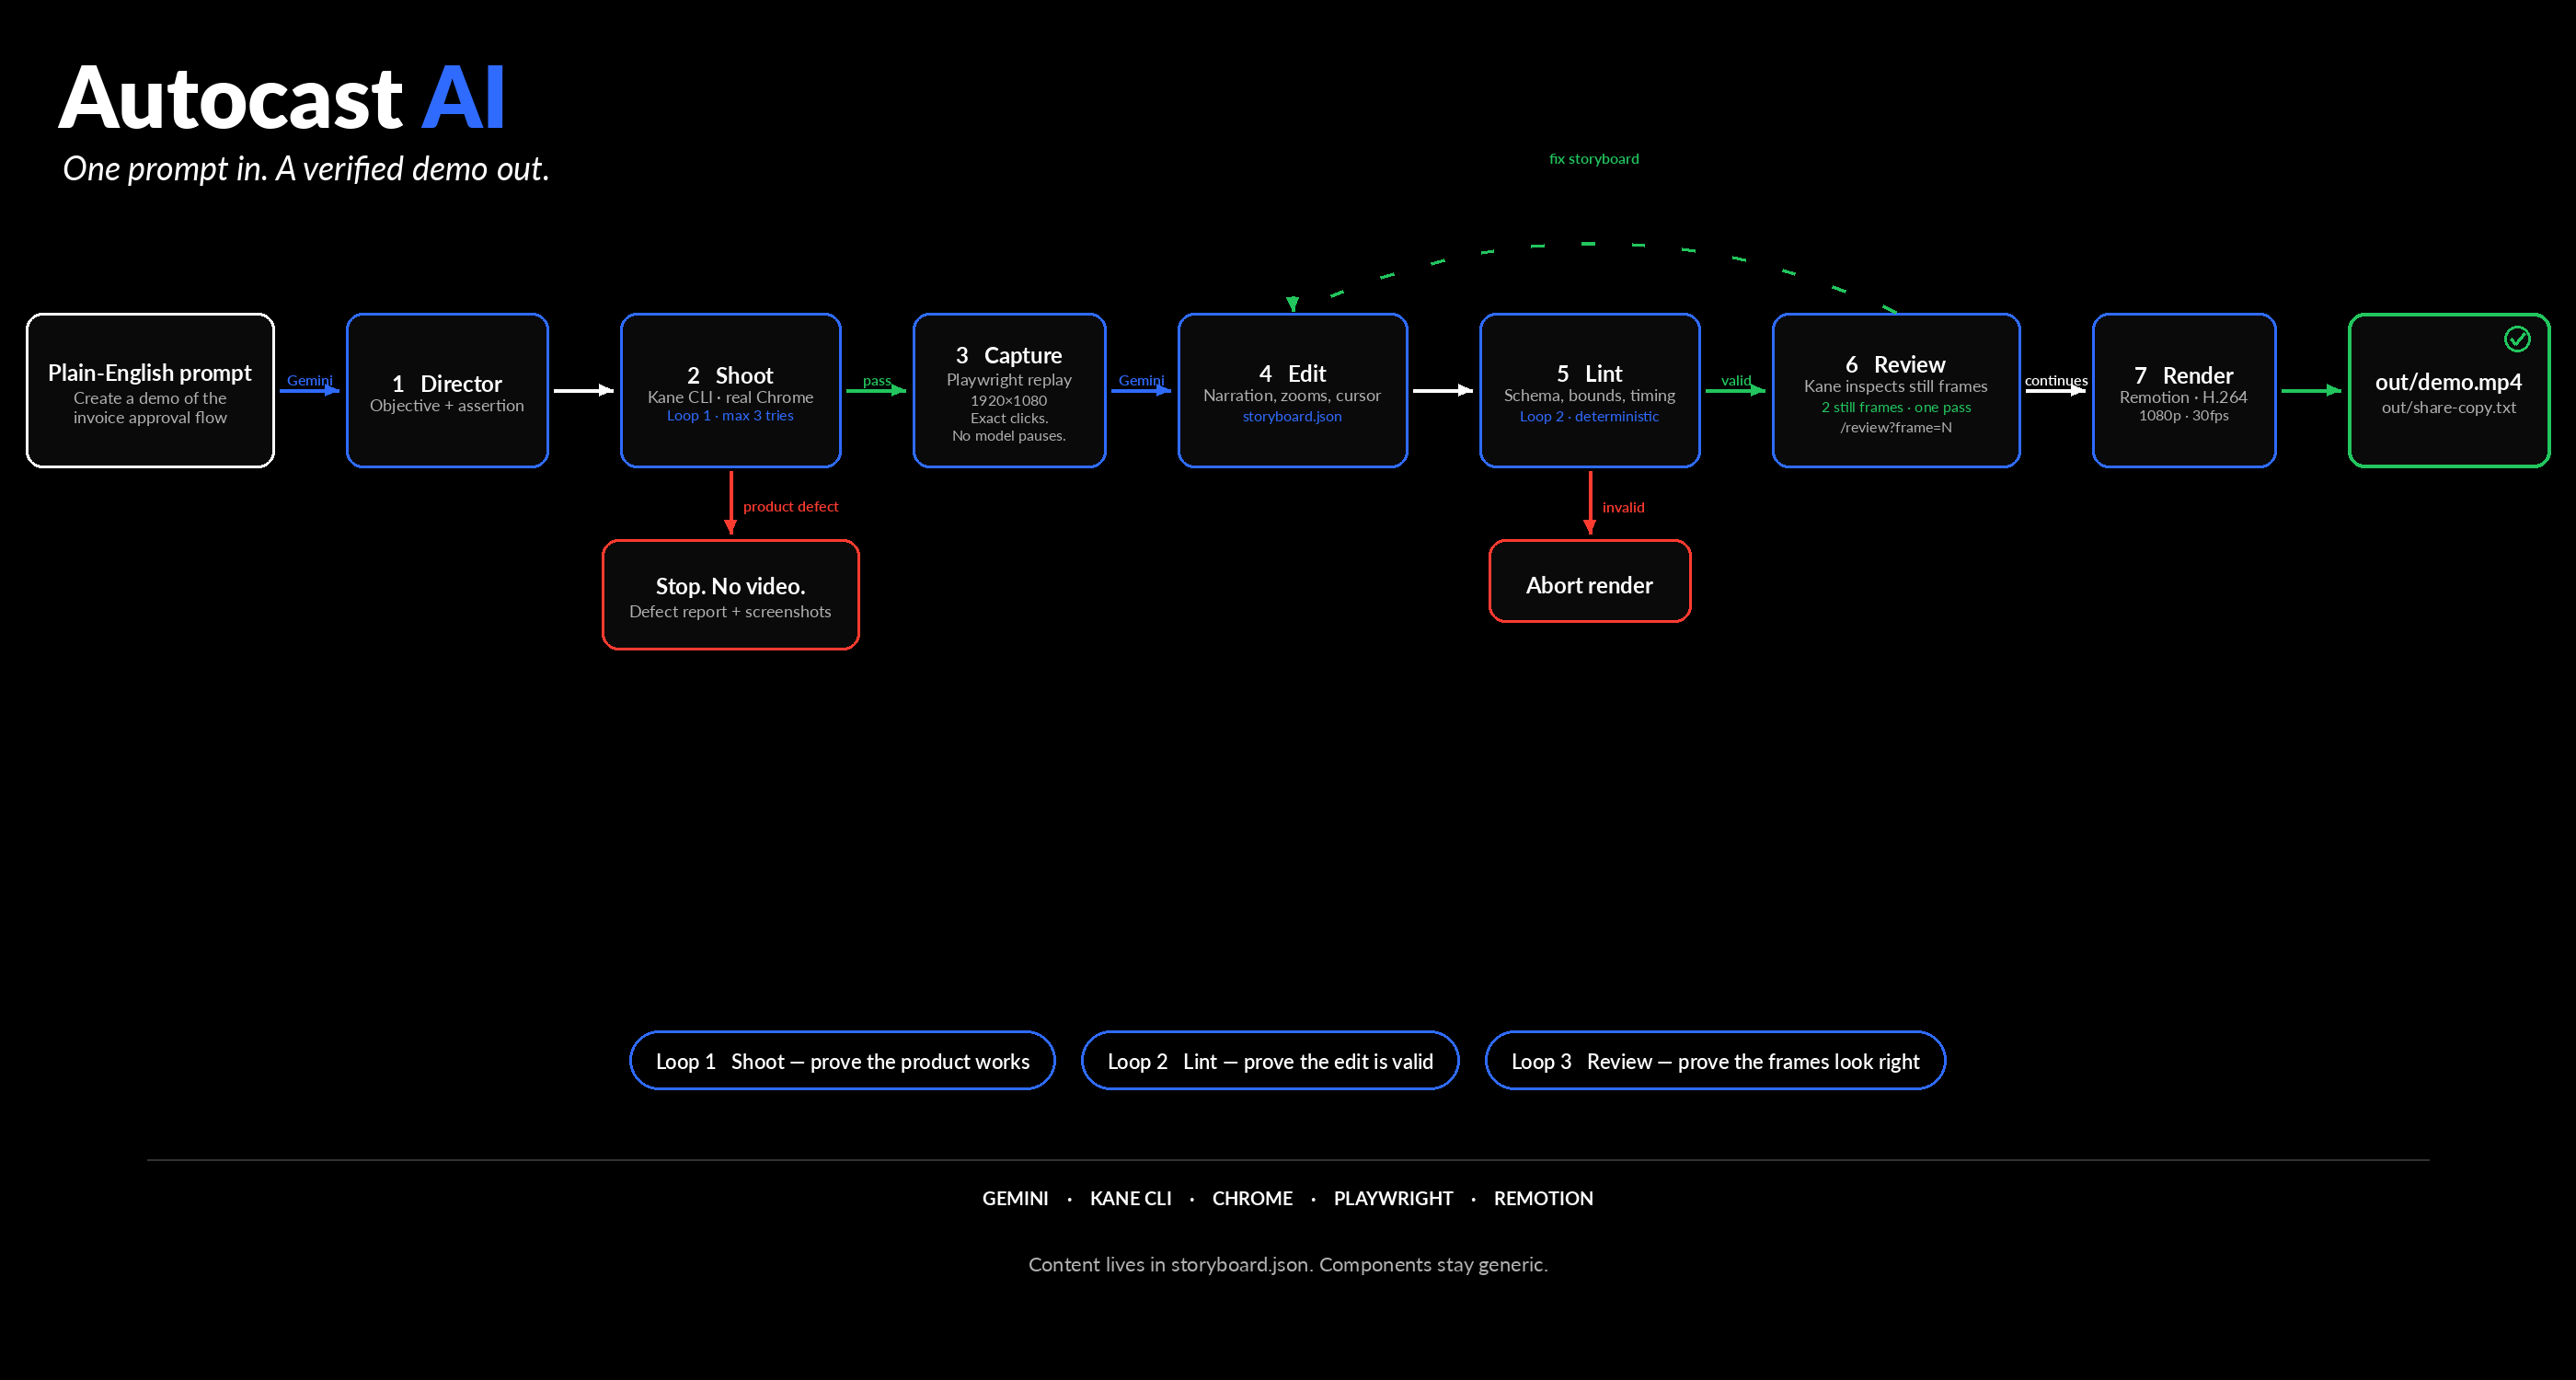 Autocast AI
One prompt in. A verified demo out.
fix storyboard
Plain-English prompt
Create a demo of the
invoice approval flow
Gemini
1 Director
Objective + assertion
2 Shoot
Kane CLI · real Chrome
Loop 1 · max 3 tries
pass
3 Capture
Playwright replay
1920×1080
Exact clicks.
No model pauses.
Gemini
4 Edit
Narration, zooms, cursor
storyboard.json
5 Lint
Schema, bounds, timing
Loop 2 · deterministic
valid
6 Review
Kane inspects still frames
2 still frames · one pass
/review?frame=N
continues
7 Render
Remotion · H.264
1080p · 30fps
out/demo.mp4
out/share-copy.txt
product defect
Stop. No video.
Defect report + screenshots
invalid
Abort render
Loop 1 Shoot — prove the product works
Loop 2 Lint — prove the edit is valid
Loop 3 Review — prove the frames look right
GEMINI · KANE CLI · CHROME · PLAYWRIGHT · REMOTION
Content lives in storyboard.json. Components stay generic.